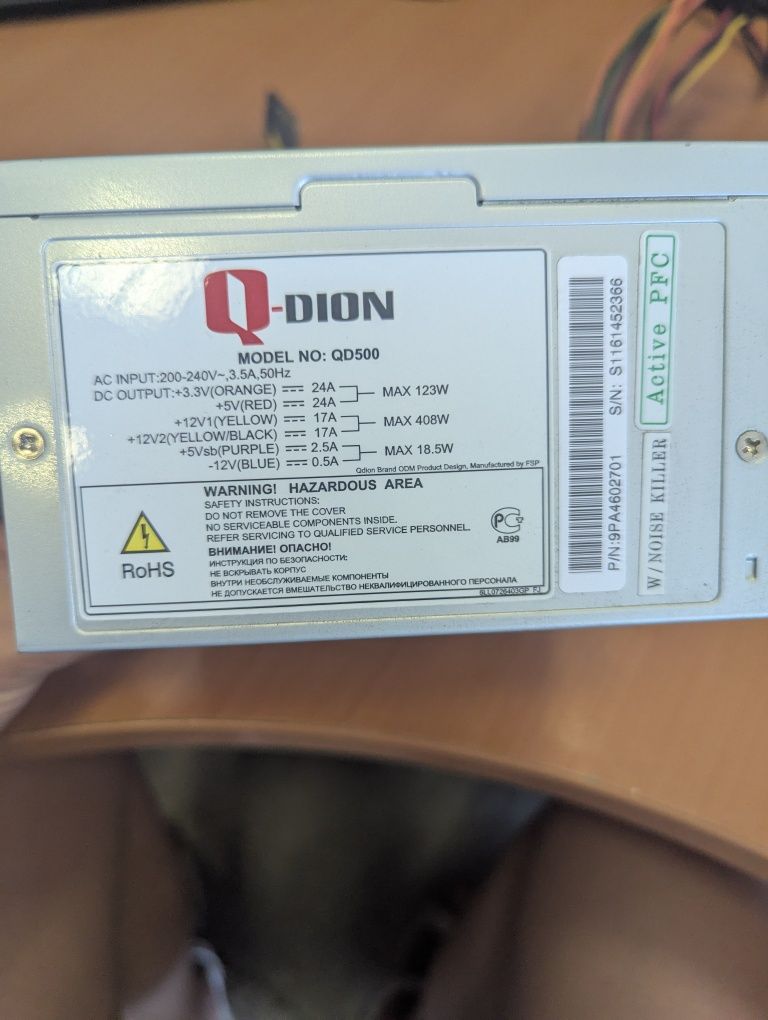 Q-DION
MODEL NO: QD500
AC INPUT:200-240V~,3.5A,50Hz
DC OUTPUT:+3.3V(ORANGE) 24A MAX 123W
+5V(RED) 24A
+12V1(YELLOW) 17A MAX 408W
+12V2(YELLOW/BLACK) 17A
+5Vsb(PURPLE) 2.5A MAX 18.5W
-12V(BLUE) 0.5A
Qdion Brand ODM Product Design, Manufactured by FSP
WARNING! HAZARDOUS AREA
SAFETY INSTRUCTIONS:
DO NOT REMOVE THE COVER
NO SERVICEABLE COMPONENTS INSIDE.
REFER SERVICING TO QUALIFIED SERVICE PERSONNEL.
ВНИМАНИЕ! ОПАСНО!
ИНСТРУКЦИЯ ПО БЕЗОПАСНОСТИ:
НЕ ВСКРЫВАТЬ КОРПУС
ВНУТРИ НЕОБСЛУЖИВАЕМЫЕ КОМПОНЕНТЫ
НЕ ДОПУСКАЕТСЯ ВМЕШАТЕЛЬСТВО НЕКВАЛИФИЦИРОВАННОГО ПЕРСОНАЛА
RoHS
АВ99
P/N:9PA4602701 S/N: S1161452366
Active PFC
W/NOISE KILLER